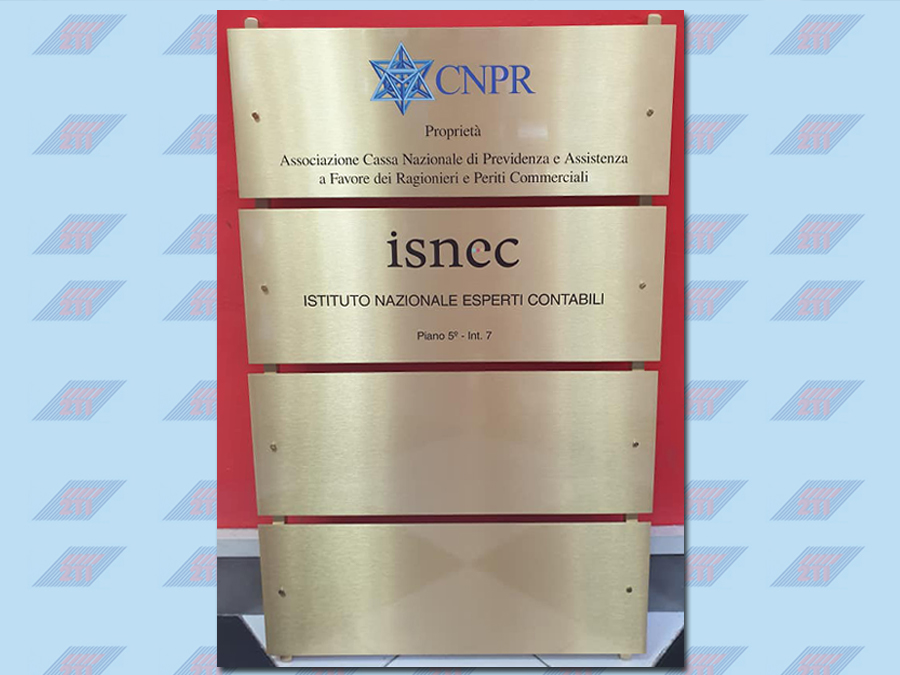 CNPR
Proprietà
Associazione Cassa Nazionale di Previdenza e Assistenza
a Favore dei Ragionieri e Periti Commerciali
isnec
ISTITUTO NAZIONALE ESPERTI CONTABILI
Piano 5° - Int. 7